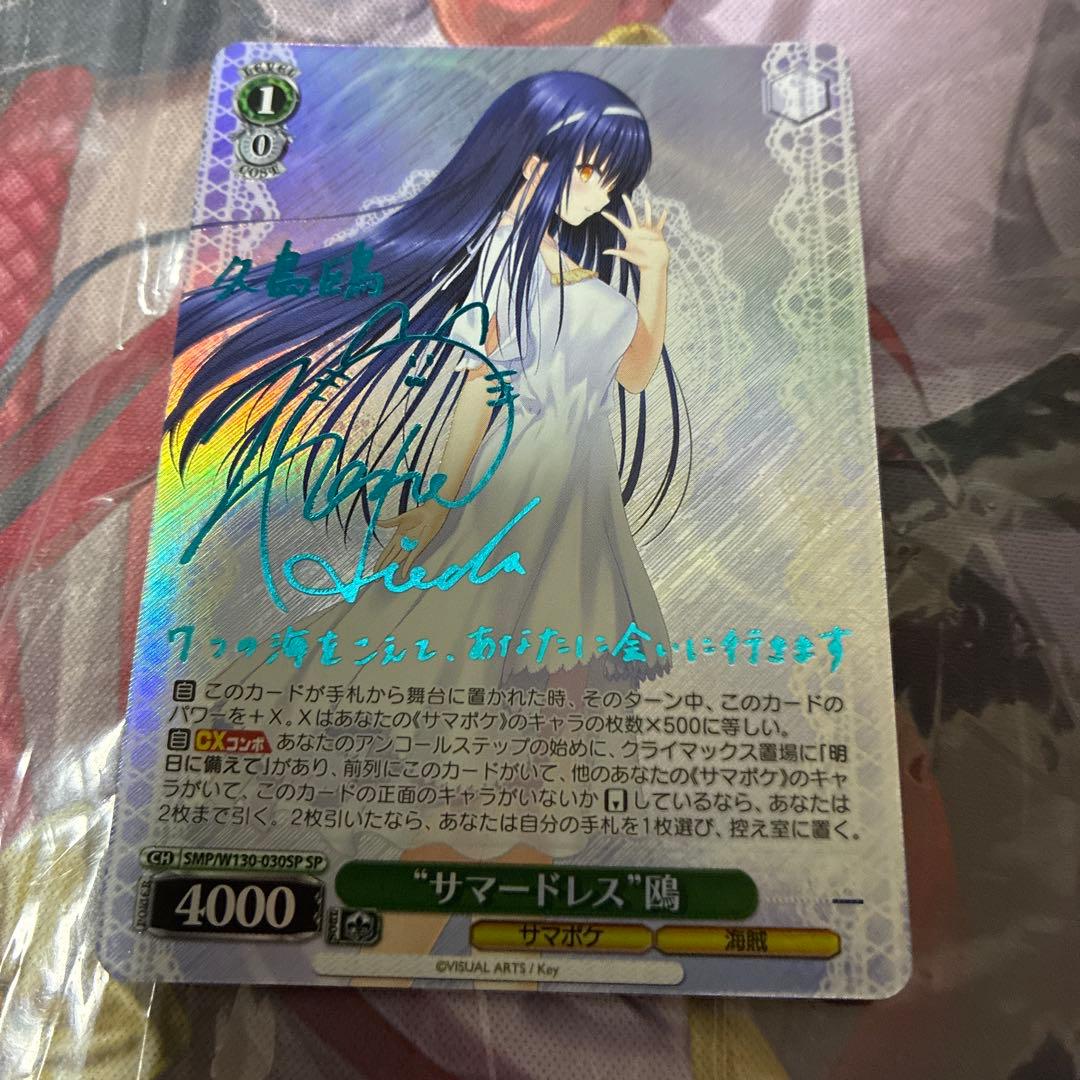 LEVEL
1
0
COST
久島鷗
7つの海をこえて、あなたに会いに行きます
自 このカードが手札から舞台に置かれた時、そのターン中、このカードの
パワーを＋X。Xはあなたの《サマポケ》のキャラの枚数×500に等しい。
自 CXコンボ あなたのアンコールステップの始めに、クライマックス置場に「明
日に備えて」があり、前列にこのカードがいて、他のあなたの《サマポケ》のキャ
ラがいて、このカードの正面のキャラがいないか しているなら、あなたは
2枚まで引く。2枚引いたなら、あなたは自分の手札を1枚選び、控え室に置く。
CH SMP/W130-030SP SP
POWER 4000
“サマードレス”鴎
サマポケ 海賊
©VISUAL ARTS / Key